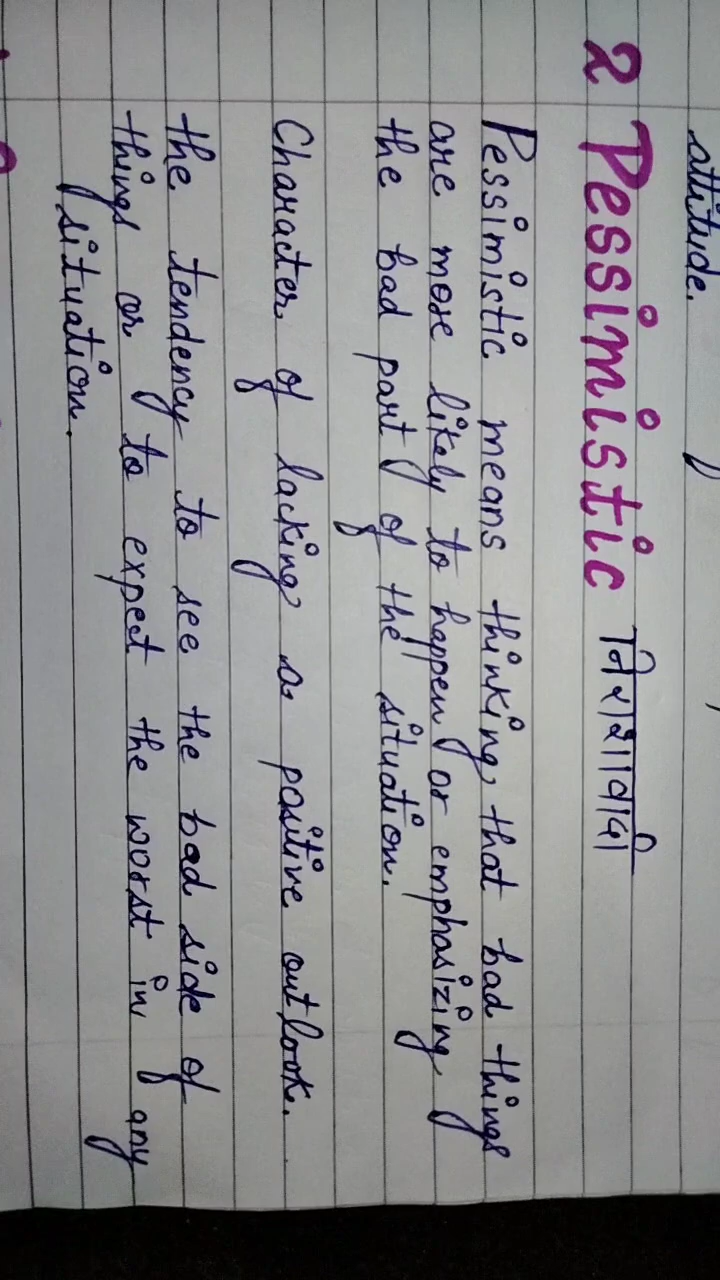 attitude.
2 Pessimistic निराशावादी
Pessimistic means thinking that bad things
are more likely to happen or emphasizing
the bad part of the situation.
Character of lacking a positive outlook.
the tendency to see the bad side of
things or to expect the worst in any
situation.